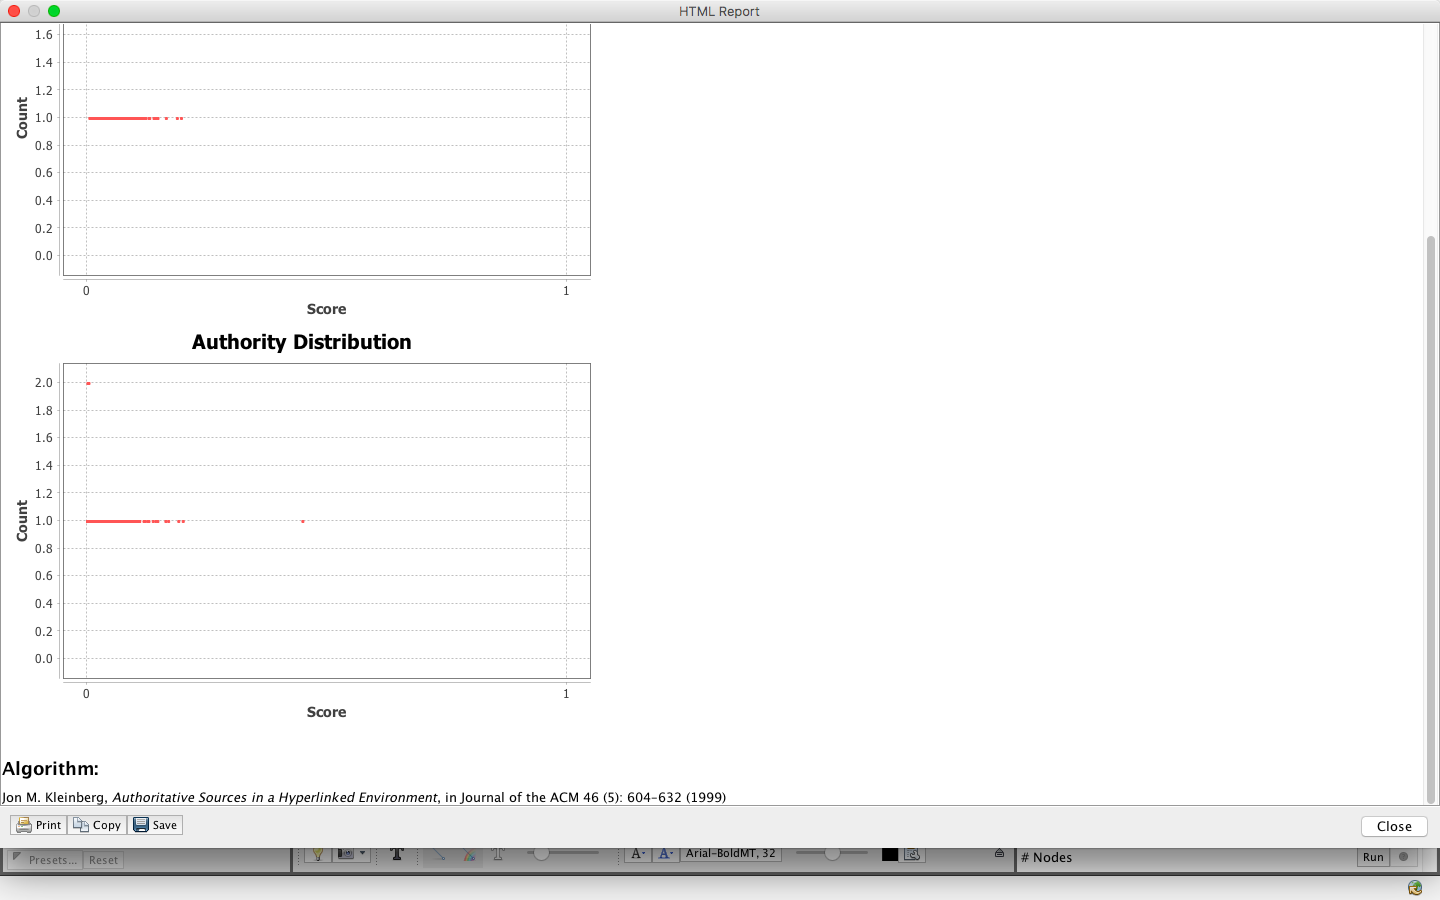 HTML Report
1.6
1.4
1.2
1.0
0.8
0.6
0.4
0.2
0.0
Count
0 1
Score
Authority Distribution
2.0
1.8
1.6
1.4
1.2
1.0
0.8
0.6
0.4
0.2
0.0
Count
0 1
Score
Algorithm:
Jon M. Kleinberg, Authoritative Sources in a Hyperlinked Environment, in Journal of the ACM 46 (5): 604-632 (1999)
Print Copy Save Close
Presets... Reset T T A- A- Arial-BoldMT, 32 # Nodes Run